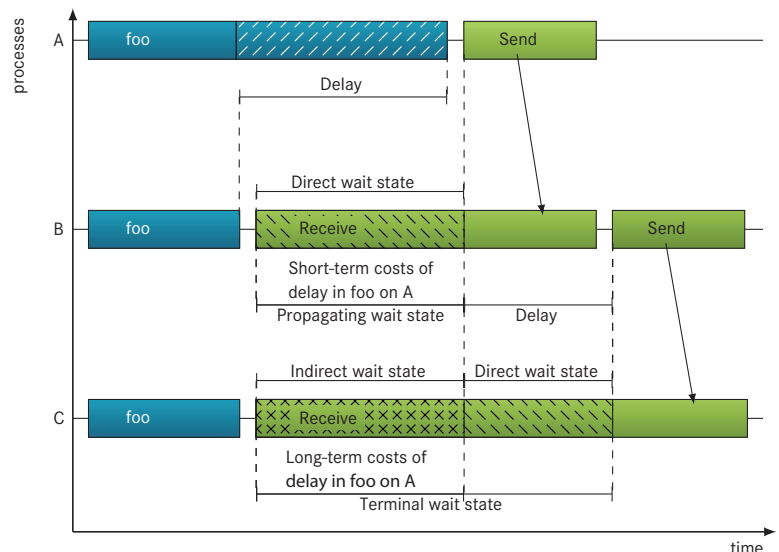 processes
A
foo
Send
Delay
Direct wait state
B
foo
Receive
Send
Short-term costs of
delay in foo on A
Propagating wait state
Delay
Indirect wait state
Direct wait state
C
foo
Receive
Long-term costs of
delay in foo on A
Terminal wait state
time